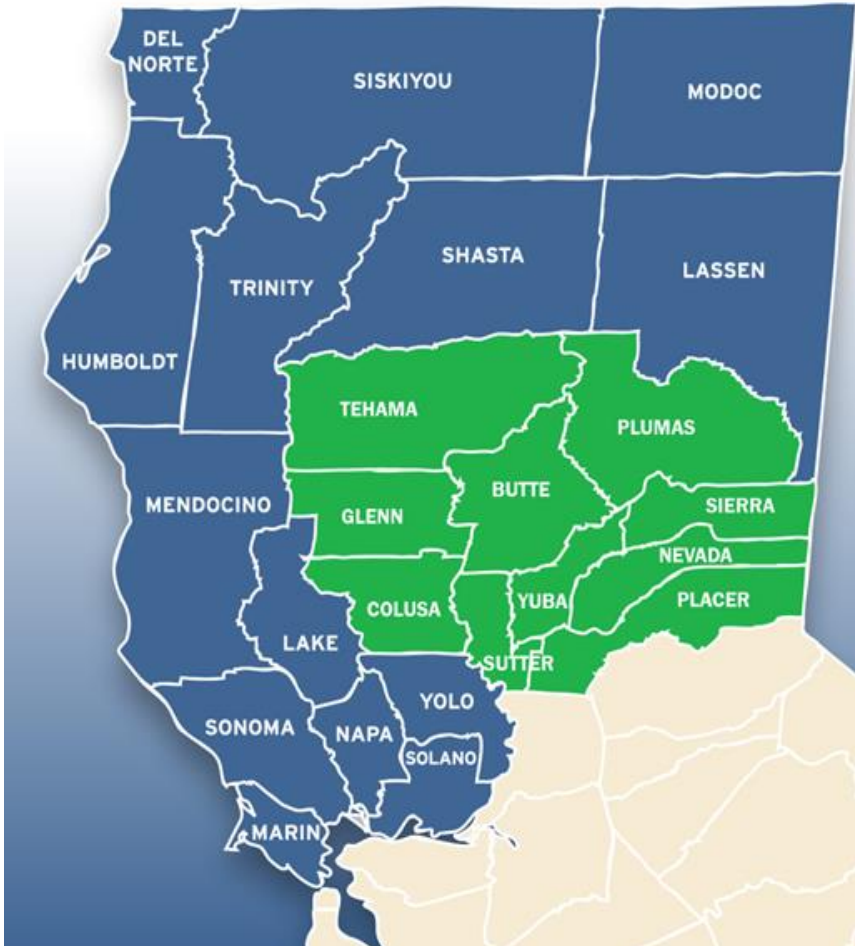 DEL
NORTE
SISKIYOU
MODOC
SHASTA
LASSEN
TRINITY
HUMBOLDT
TEHAMA
PLUMAS
BUTTE
MENDOCINO
GLENN
SIERRA
NEVADA
YUBA
PLACER
COLUSA
LAKE
SUTTER
YOLO
SONOMA
NAPA
SOLANO
MARIN